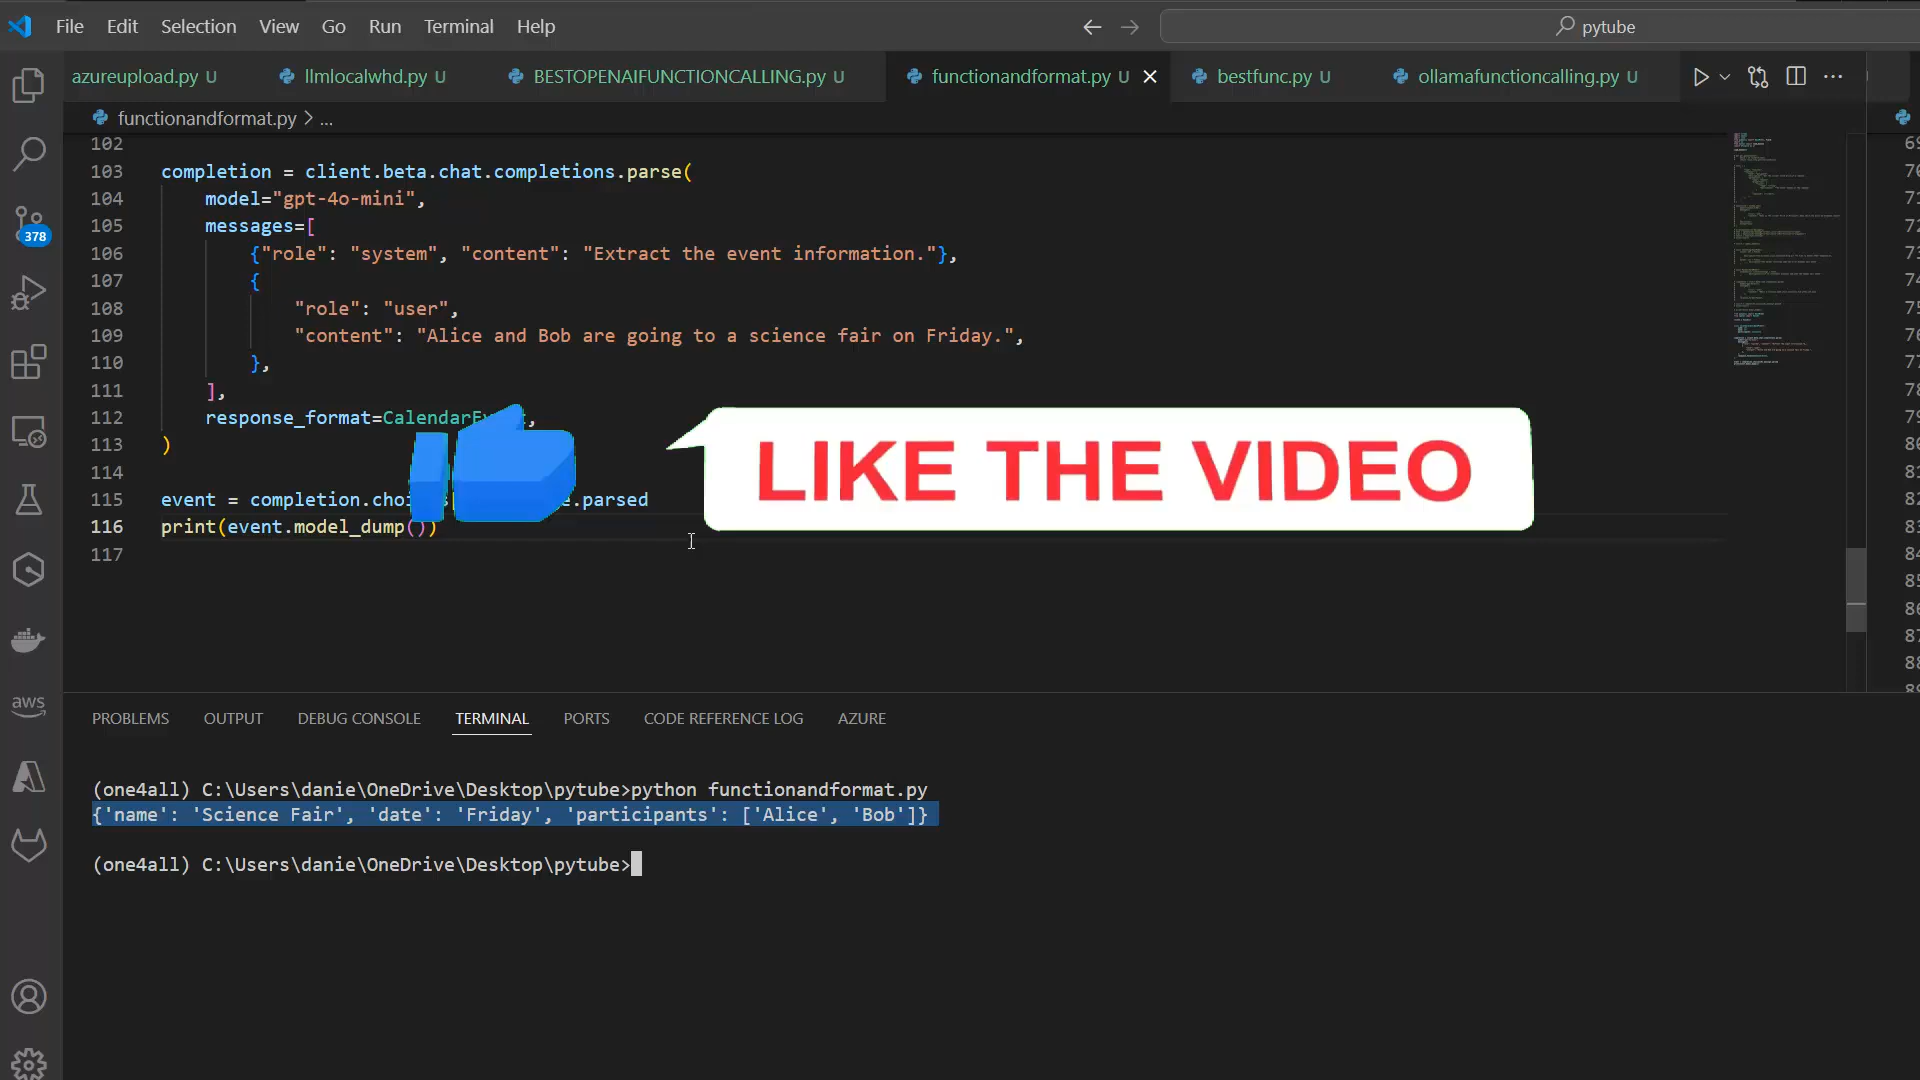 File Edit Selection View Go Run Terminal Help
pytube
azureupload.py U llmlocalwhd.py U BESTOPENAIFUNCTIONCALLING.py U functionandformat.py U bestfunc.py U ollamafunctioncalling.py U
functionandformat.py > ...
102
103 completion = client.beta.chat.completions.parse(
104 model="gpt-4o-mini",
105 messages=[
106 {"role": "system", "content": "Extract the event information."},
107 {
108 "role": "user",
109 "content": "Alice and Bob are going to a science fair on Friday.",
110 },
111 ],
112 response_format=CalendarE
113 )
114
115 event = completion.choi .parsed
116 print(event.model_dump())
117
LIKE THE VIDEO
378
aws
PROBLEMS OUTPUT DEBUG CONSOLE TERMINAL PORTS CODE REFERENCE LOG AZURE
(one4all) C:\Users\danie\OneDrive\Desktop\pytube>python functionandformat.py
{'name': 'Science Fair', 'date': 'Friday', 'participants': ['Alice', 'Bob']}
(one4all) C:\Users\danie\OneDrive\Desktop\pytube>